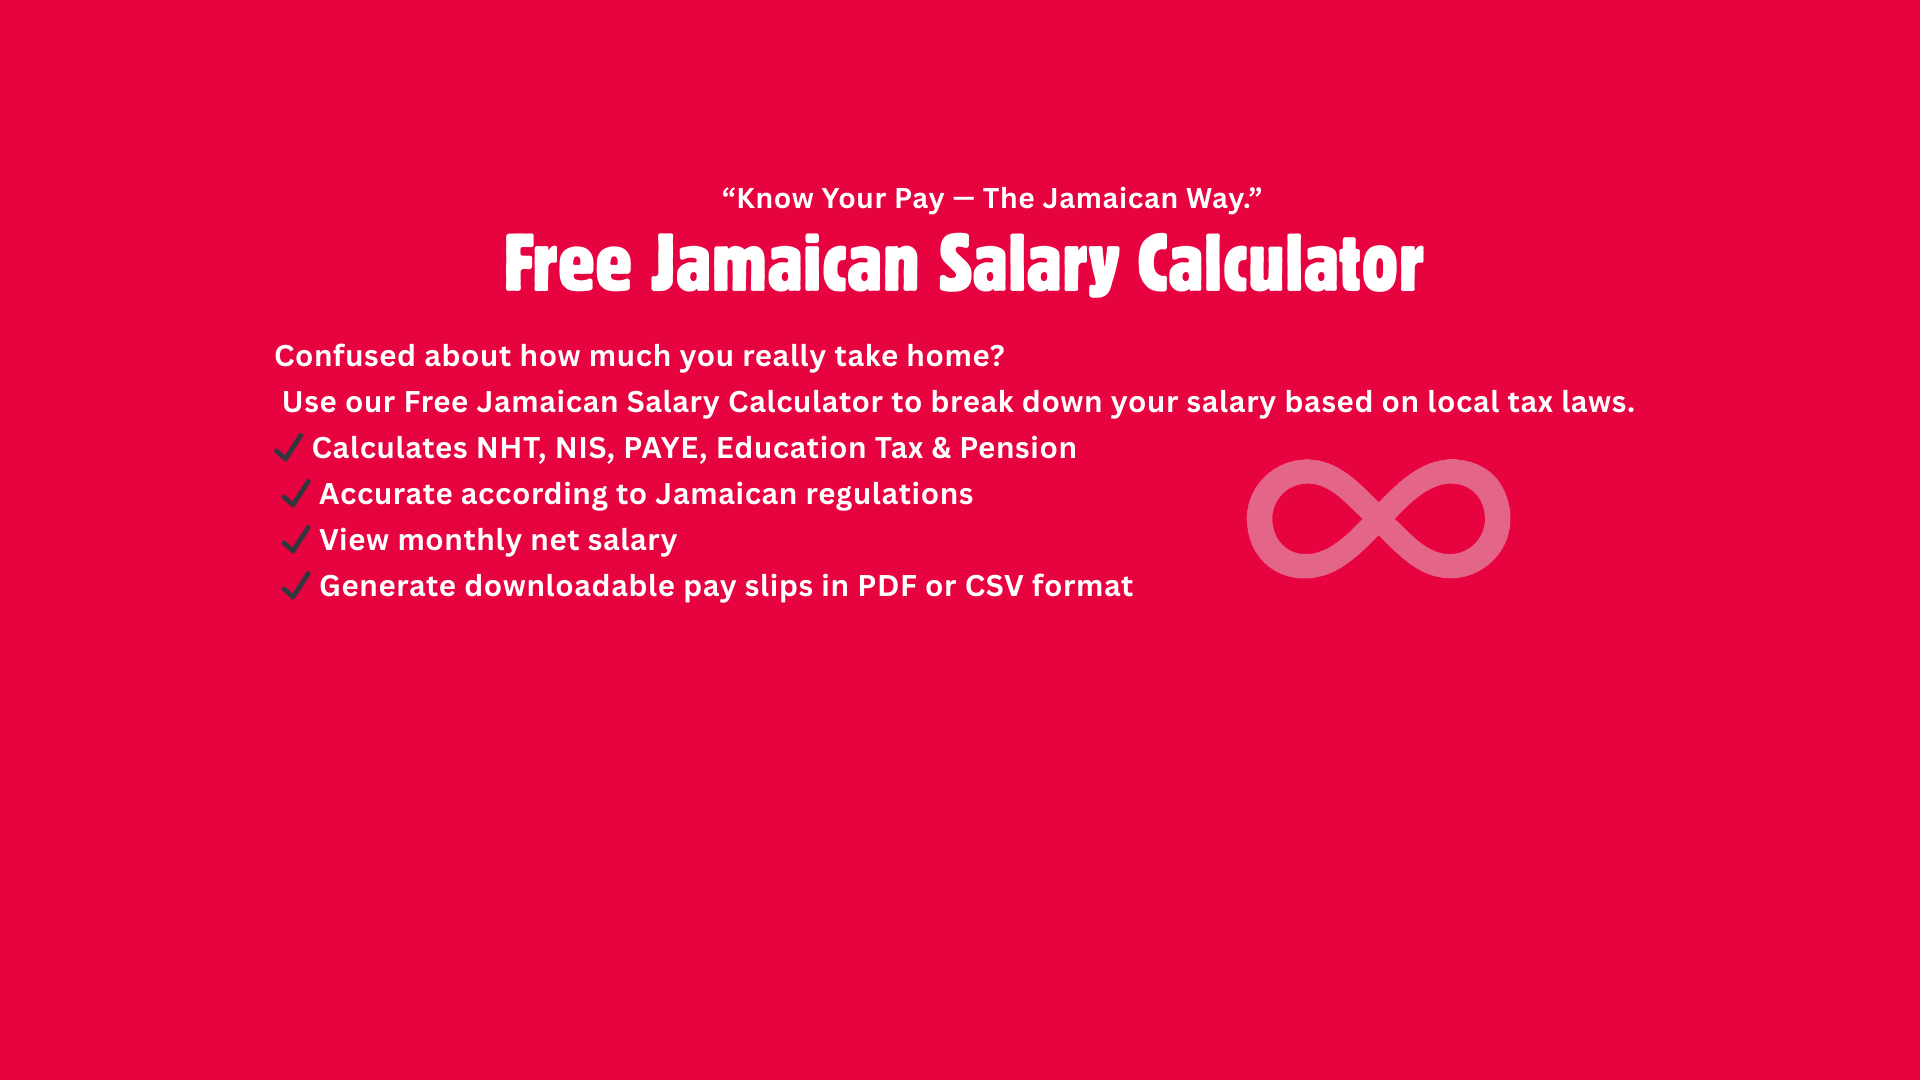 “Know Your Pay — The Jamaican Way.”
Free Jamaican Salary Calculator
Confused about how much you really take home?
Use our Free Jamaican Salary Calculator to break down your salary based on local tax laws.
✔ Calculates NHT, NIS, PAYE, Education Tax & Pension
✔ Accurate according to Jamaican regulations
✔ View monthly net salary
✔ Generate downloadable pay slips in PDF or CSV format